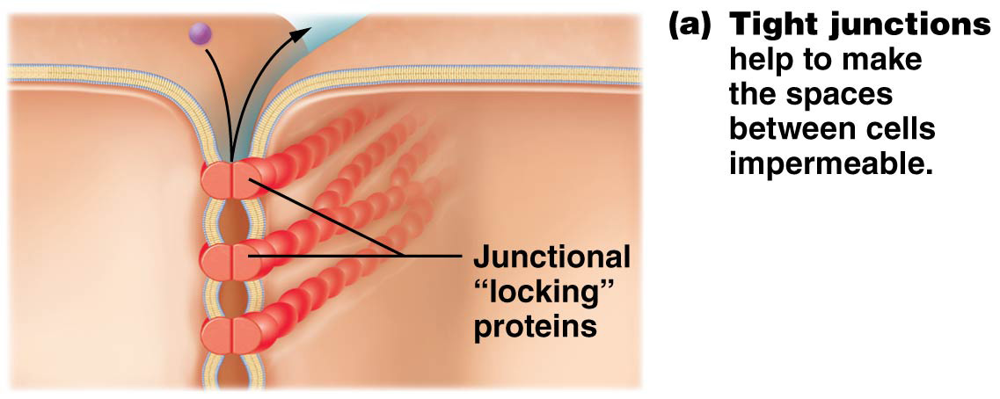 (a) Tight junctions
help to make
the spaces
between cells
impermeable.
Junctional
“locking”
proteins